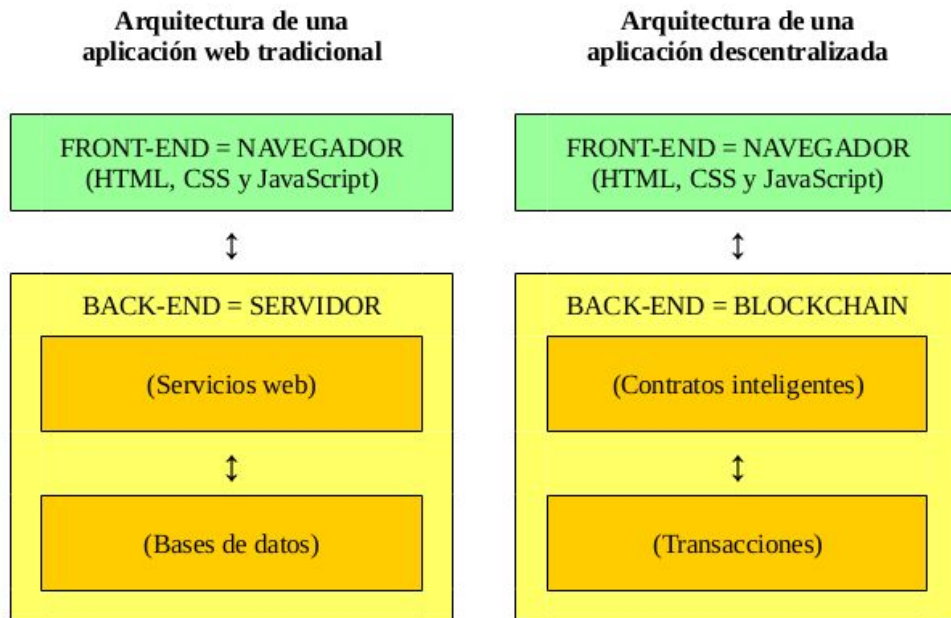 Arquitectura de una
aplicación web tradicional
FRONT-END = NAVEGADOR
(HTML, CSS y JavaScript)
↕
BACK-END = SERVIDOR
(Servicios web)
↕
(Bases de datos)
Arquitectura de una
aplicación descentralizada
FRONT-END = NAVEGADOR
(HTML, CSS y JavaScript)
↕
BACK-END = BLOCKCHAIN
(Contratos inteligentes)
↕
(Transacciones)